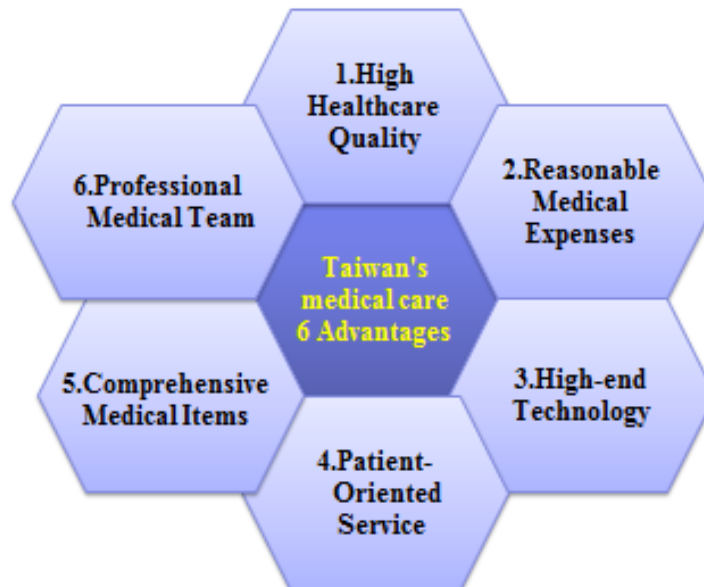 1.High
Healthcare
Quality
2.Reasonable
Medical
Expenses
3.High-end
Technology
4.Patient-
Oriented
Service
5.Comprehensive
Medical Items
6.Professional
Medical Team
Taiwan's
medical care
6 Advantages